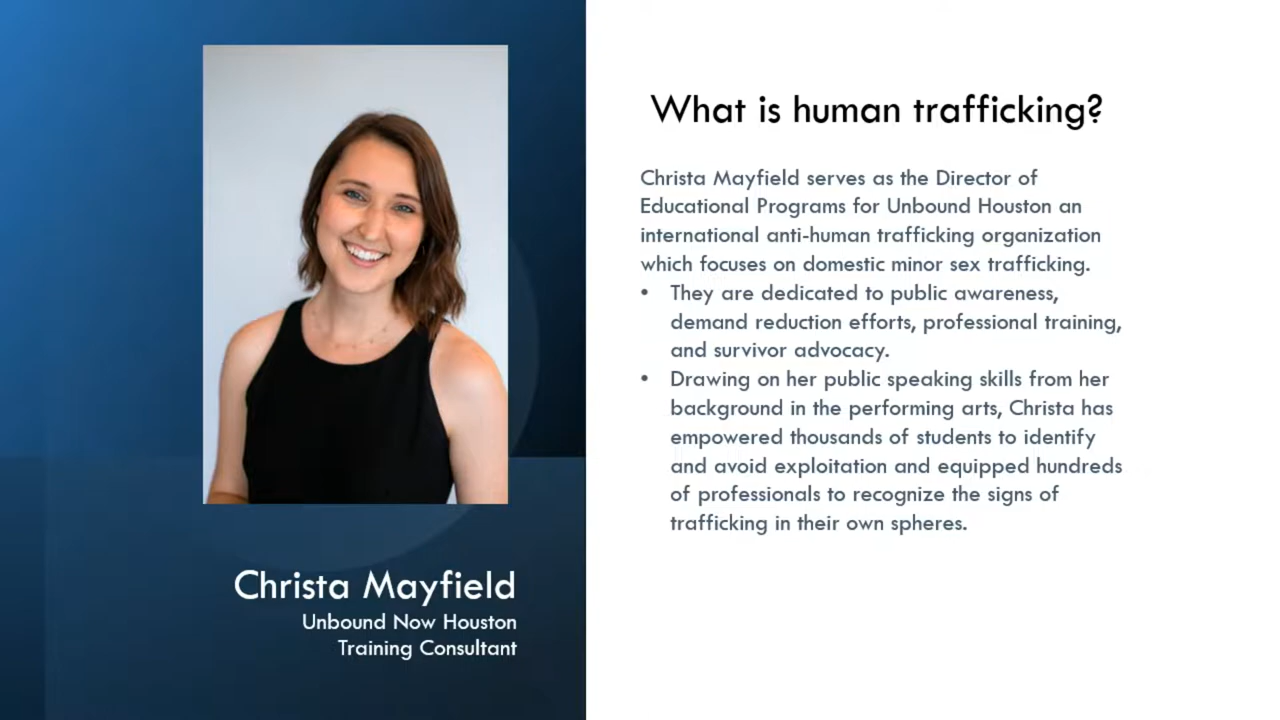 What is human trafficking?
Christa Mayfield serves as the Director of
Educational Programs for Unbound Houston an
international anti-human trafficking organization
which focuses on domestic minor sex trafficking.
• They are dedicated to public awareness,
demand reduction efforts, professional training,
and survivor advocacy.
• Drawing on her public speaking skills from her
background in the performing arts, Christa has
empowered thousands of students to identify
and avoid exploitation and equipped hundreds
of professionals to recognize the signs of
trafficking in their own spheres.
Christa Mayfield
Unbound Now Houston
Training Consultant